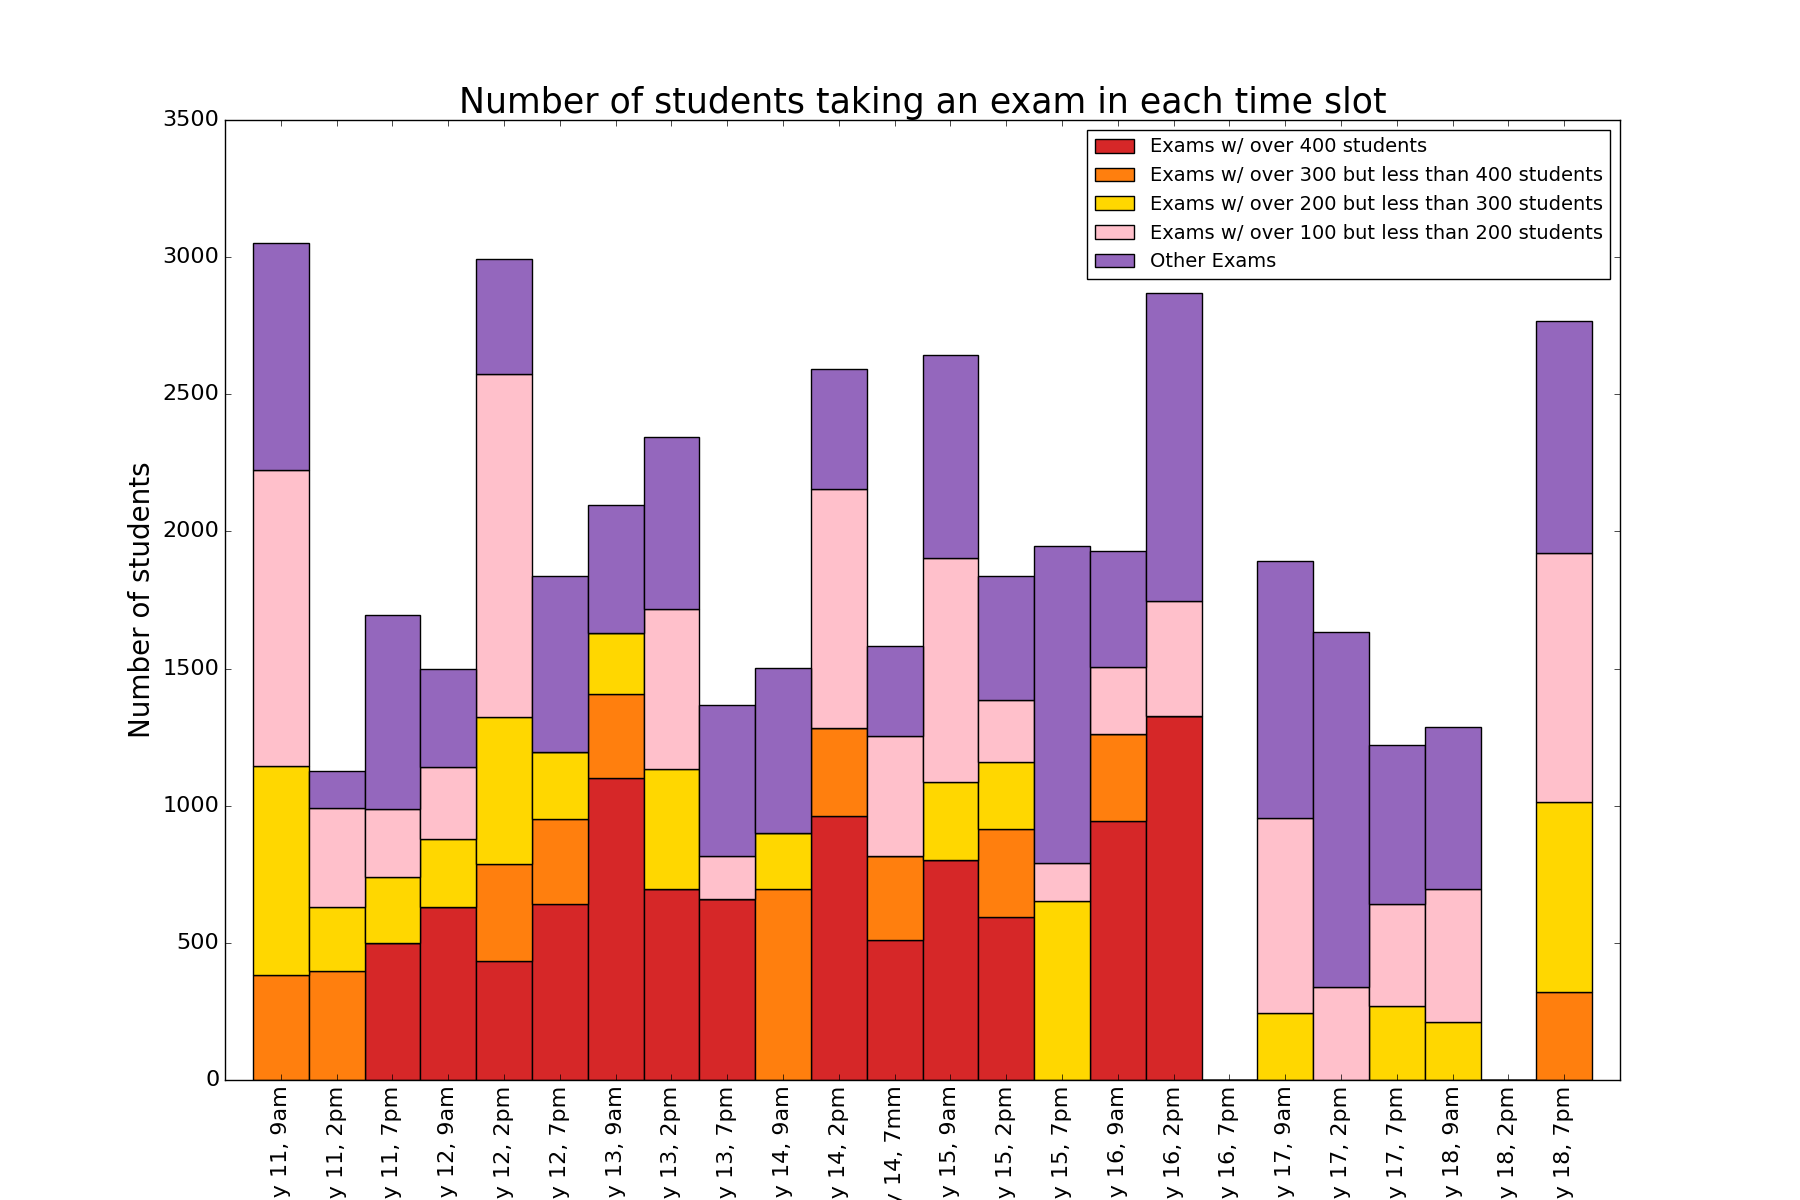 Number of students taking an exam in each time slot
Exams w/ over 400 students
Exams w/ over 300 but less than 400 students
Exams w/ over 200 but less than 300 students
Exams w/ over 100 but less than 200 students
Other Exams
Number of students
3500
3000
2500
2000
1500
1000
500
0
y 11, 9am
y 11, 2pm
y 11, 7pm
y 12, 9am
y 12, 2pm
y 12, 7pm
y 13, 9am
y 13, 2pm
y 13, 7pm
y 14, 9am
y 14, 2pm
y 14, 7mm
y 15, 9am
y 15, 2pm
y 15, 7pm
y 16, 9am
y 16, 2pm
y 16, 7pm
y 17, 9am
y 17, 2pm
y 17, 7pm
y 18, 9am
y 18, 2pm
y 18, 7pm